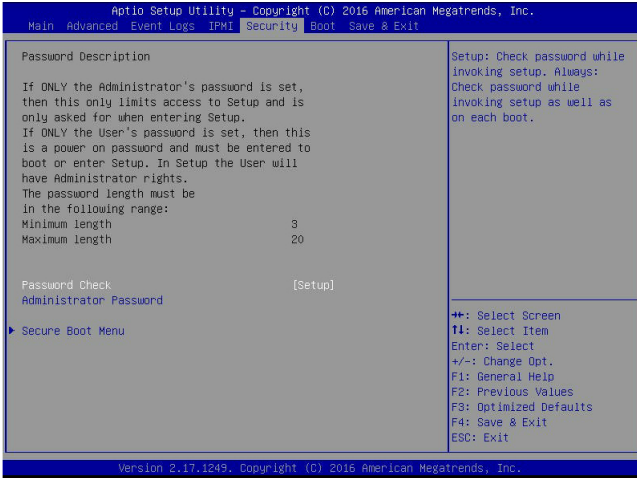 Aptio Setup Utility – Copyright (C) 2016 American Megatrends, Inc.
Main Advanced Event Logs IPMI Security Boot Save & Exit
Password Description
If ONLY the Administrator's password is set,
then this only limits access to Setup and is
only asked for when entering Setup.
If ONLY the User's password is set, then this
is a power on password and must be entered to
boot or enter Setup. In Setup the User will
have Administrator rights.
The password length must be
in the following range:
Minimum length 3
Maximum length 20
Password Check [Setup]
Administrator Password
Secure Boot Menu
Setup: Check password while
invoking setup. Always:
Check password while
invoking setup as well as
on each boot.
→←: Select Screen
↑↓: Select Item
Enter: Select
+/-: Change Opt.
F1: General Help
F2: Previous Values
F3: Optimized Defaults
F4: Save & Exit
ESC: Exit
Version 2.17.1249. Copyright (C) 2016 American Megatrends, Inc.